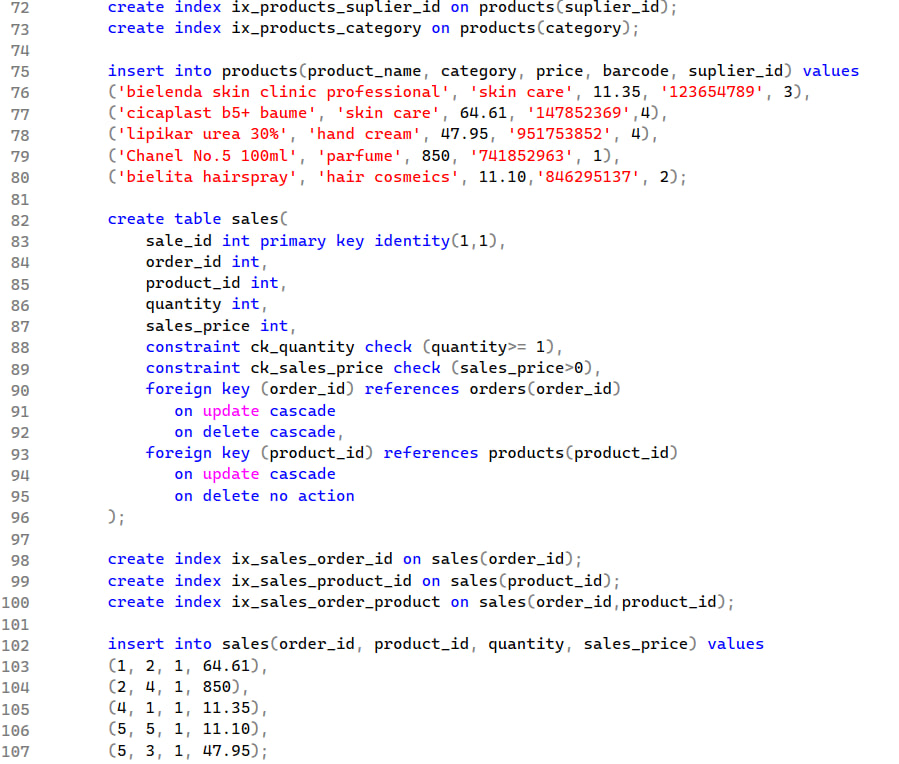 72 create index ix_products_suplier_id on products(suplier_id);
73 create index ix_products_category on products(category);
74
75 insert into products(product_name, category, price, barcode, suplier_id) values
76 ('bielenda skin clinic professional', 'skin care', 11.35, '123654789', 3),
77 ('cicaplast b5+ baume', 'skin care', 64.61, '147852369',4),
78 ('lipikar urea 30%', 'hand cream', 47.95, '951753852', 4),
79 ('Chanel No.5 100ml', 'parfume', 850, '741852963', 1),
80 ('bielita hairspray', 'hair cosmeics', 11.10,'846295137', 2);
81
82 create table sales(
83 sale_id int primary key identity(1,1),
84 order_id int,
85 product_id int,
86 quantity int,
87 sales_price int,
88 constraint ck_quantity check (quantity>= 1),
89 constraint ck_sales_price check (sales_price>0),
90 foreign key (order_id) references orders(order_id)
91 on update cascade
92 on delete cascade,
93 foreign key (product_id) references products(product_id)
94 on update cascade
95 on delete no action
96 );
97
98 create index ix_sales_order_id on sales(order_id);
99 create index ix_sales_product_id on sales(product_id);
100 create index ix_sales_order_product on sales(order_id,product_id);
101
102 insert into sales(order_id, product_id, quantity, sales_price) values
103 (1, 2, 1, 64.61),
104 (2, 4, 1, 850),
105 (4, 1, 1, 11.35),
106 (5, 5, 1, 11.10),
107 (5, 3, 1, 47.95);